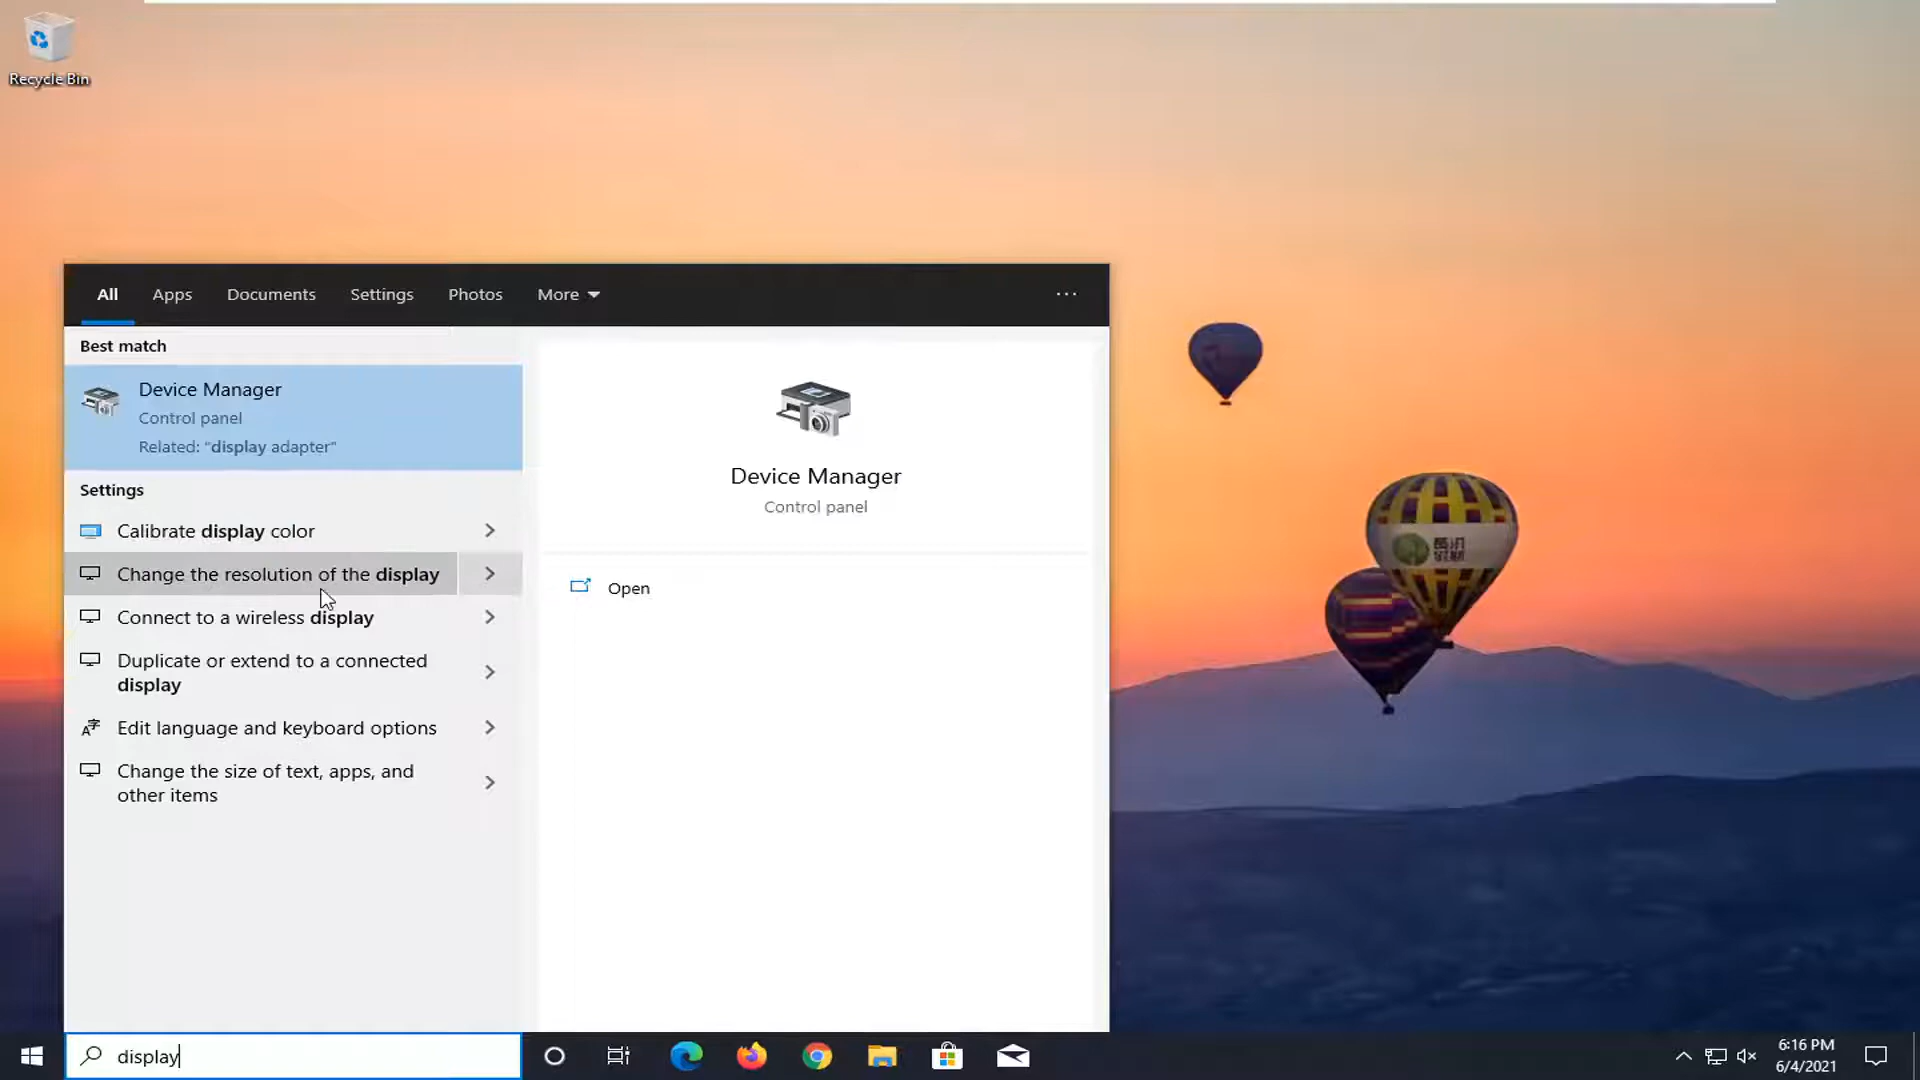 Recycle Bin
All Apps Documents Settings Photos More ...
Best match
Device Manager
Control panel
Related: "display adapter"
Settings
Calibrate display color
Change the resolution of the display
Connect to a wireless display
Duplicate or extend to a connected
display
Edit language and keyboard options
Change the size of text, apps, and
other items
Device Manager
Control panel
Open
display
6:16 PM
6/4/2021